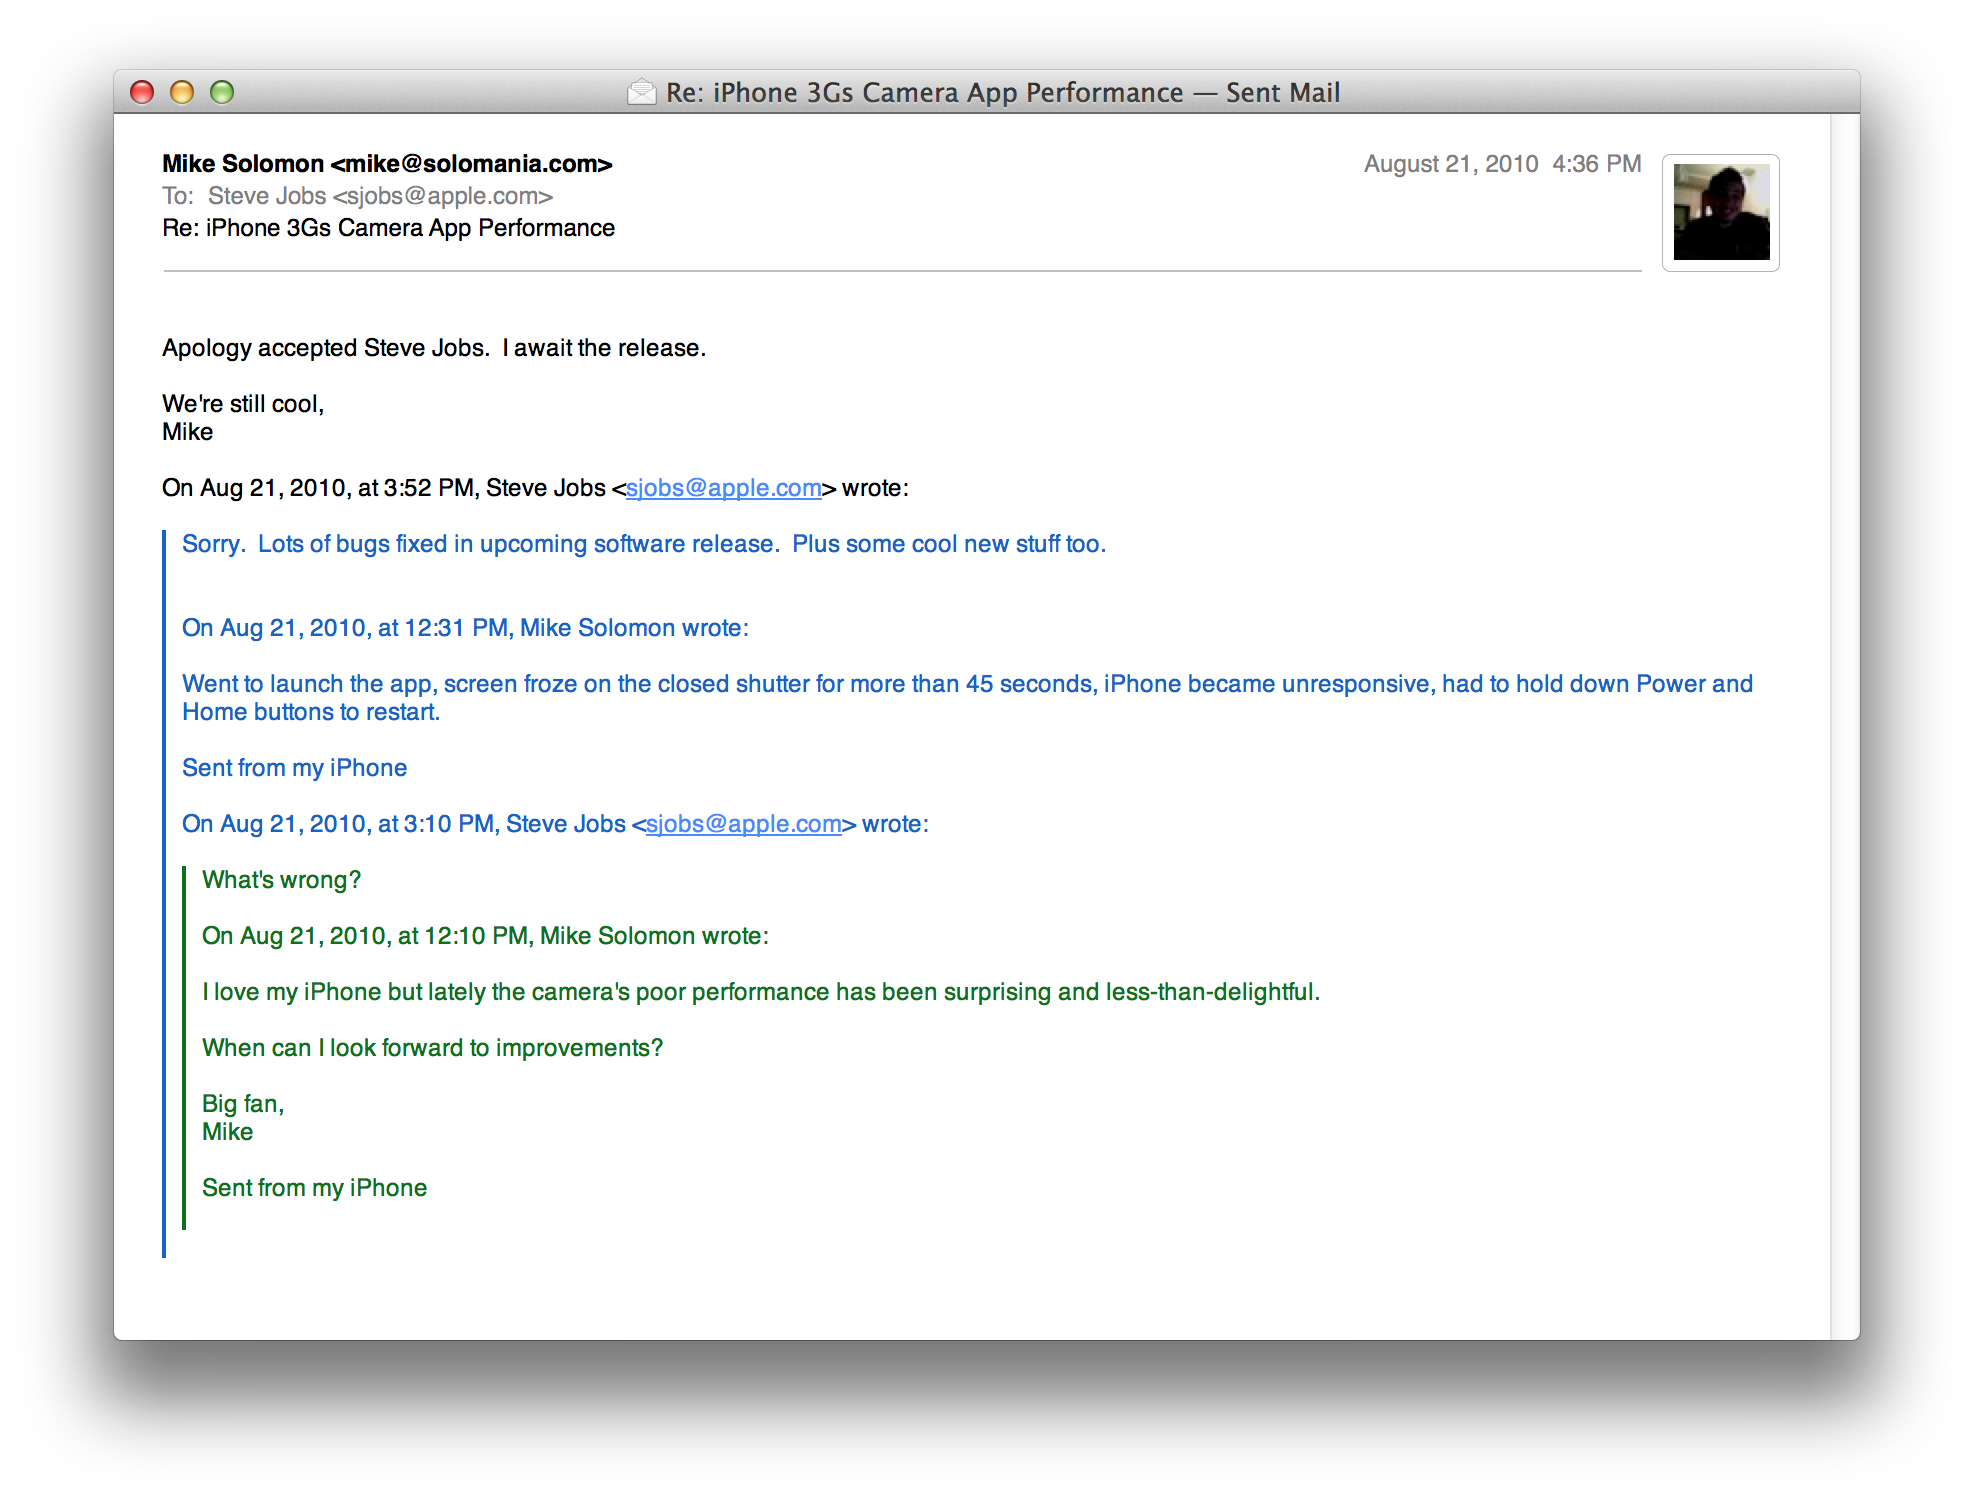 Re: iPhone 3Gs Camera App Performance — Sent Mail
Mike Solomon <mike@solomania.com>
August 21, 2010 4:36 PM
To: Steve Jobs <sjobs@apple.com>
Re: iPhone 3Gs Camera App Performance
Apology accepted Steve Jobs.  I await the release.
We're still cool,
Mike
On Aug 21, 2010, at 3:52 PM, Steve Jobs <sjobs@apple.com> wrote:
Sorry.  Lots of bugs fixed in upcoming software release.  Plus some cool new stuff too.
On Aug 21, 2010, at 12:31 PM, Mike Solomon wrote:
Went to launch the app, screen froze on the closed shutter for more than 45 seconds, iPhone became unresponsive, had to hold down Power and
Home buttons to restart.
Sent from my iPhone
On Aug 21, 2010, at 3:10 PM, Steve Jobs <sjobs@apple.com> wrote:
What's wrong?
On Aug 21, 2010, at 12:10 PM, Mike Solomon wrote:
I love my iPhone but lately the camera's poor performance has been surprising and less-than-delightful.
When can I look forward to improvements?
Big fan,
Mike
Sent from my iPhone